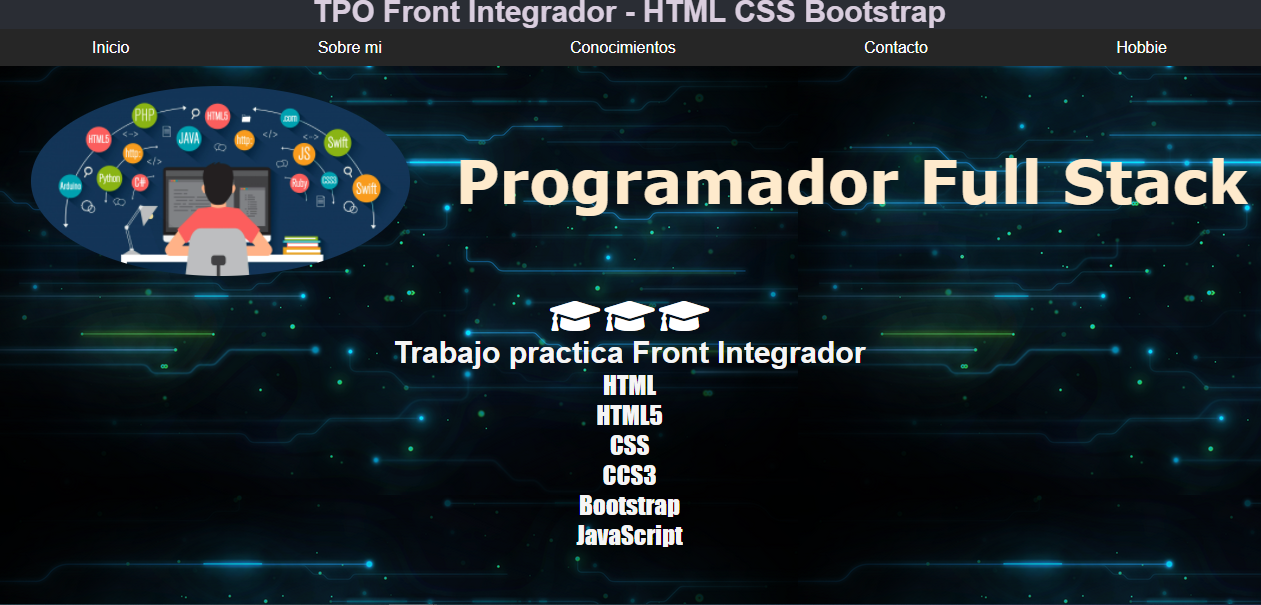 TPO Front Integrador - HTML CSS Bootstrap
Inicio Sobre mi Conocimientos Contacto Hobbie
PHP
HTML5
.com
HTML5
JAVA
http:
Swift
http:
JS
Arduino
Python
C#
Ruby
CSS3
Swift
Programador Full Stack
Trabajo practica Front Integrador
HTML
HTML5
CSS
CCS3
Bootstrap
JavaScript